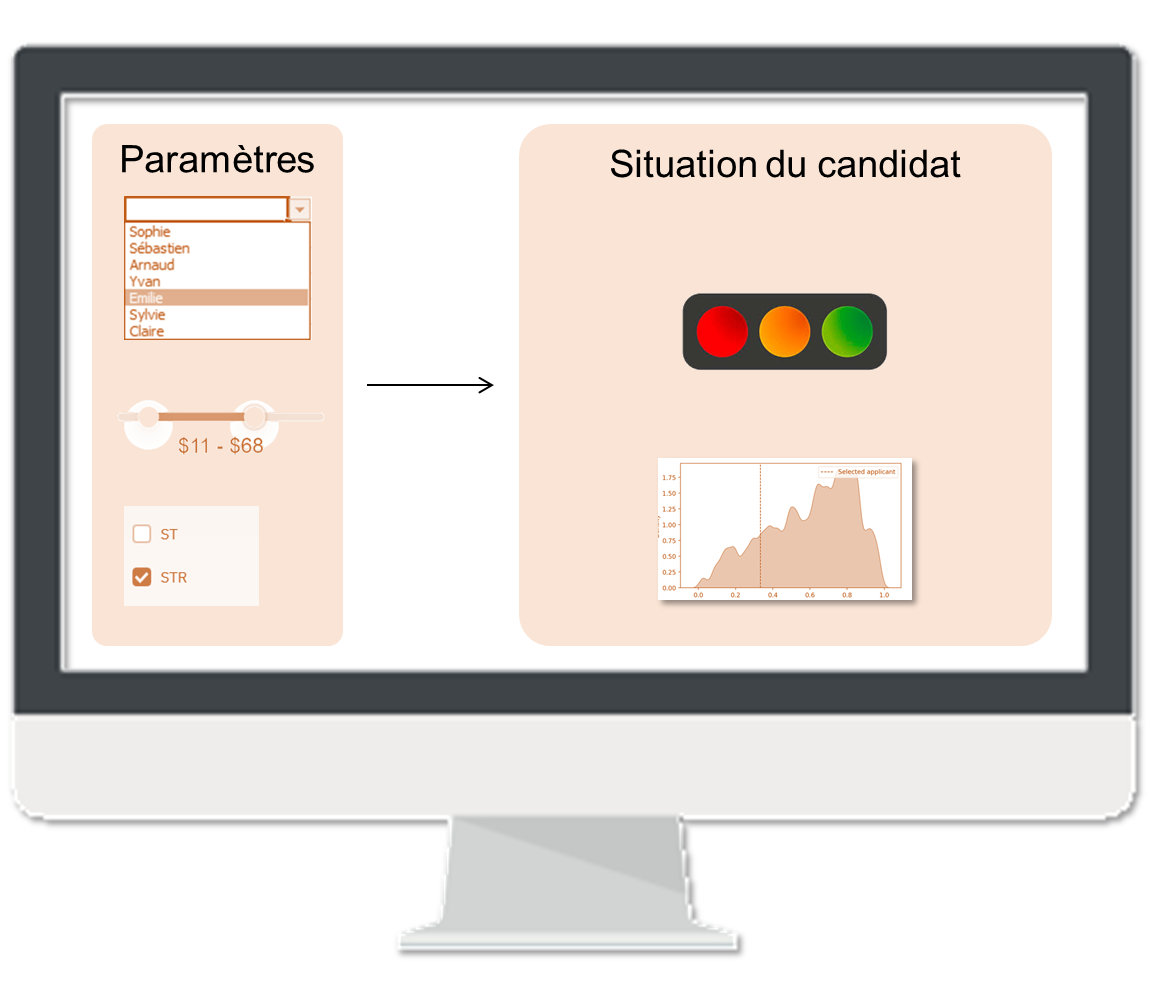 Paramètres
Sophie
Sébastien
Arnaud
Yvan
Emilie
Sylvie
Claire
$11 - $68
ST
STR
Situation du candidat
Selected applicant
1.75
1.50
1.25
1.00
0.75
0.50
0.25
0.00
0.0 0.2 0.4 0.6 0.8 1.0